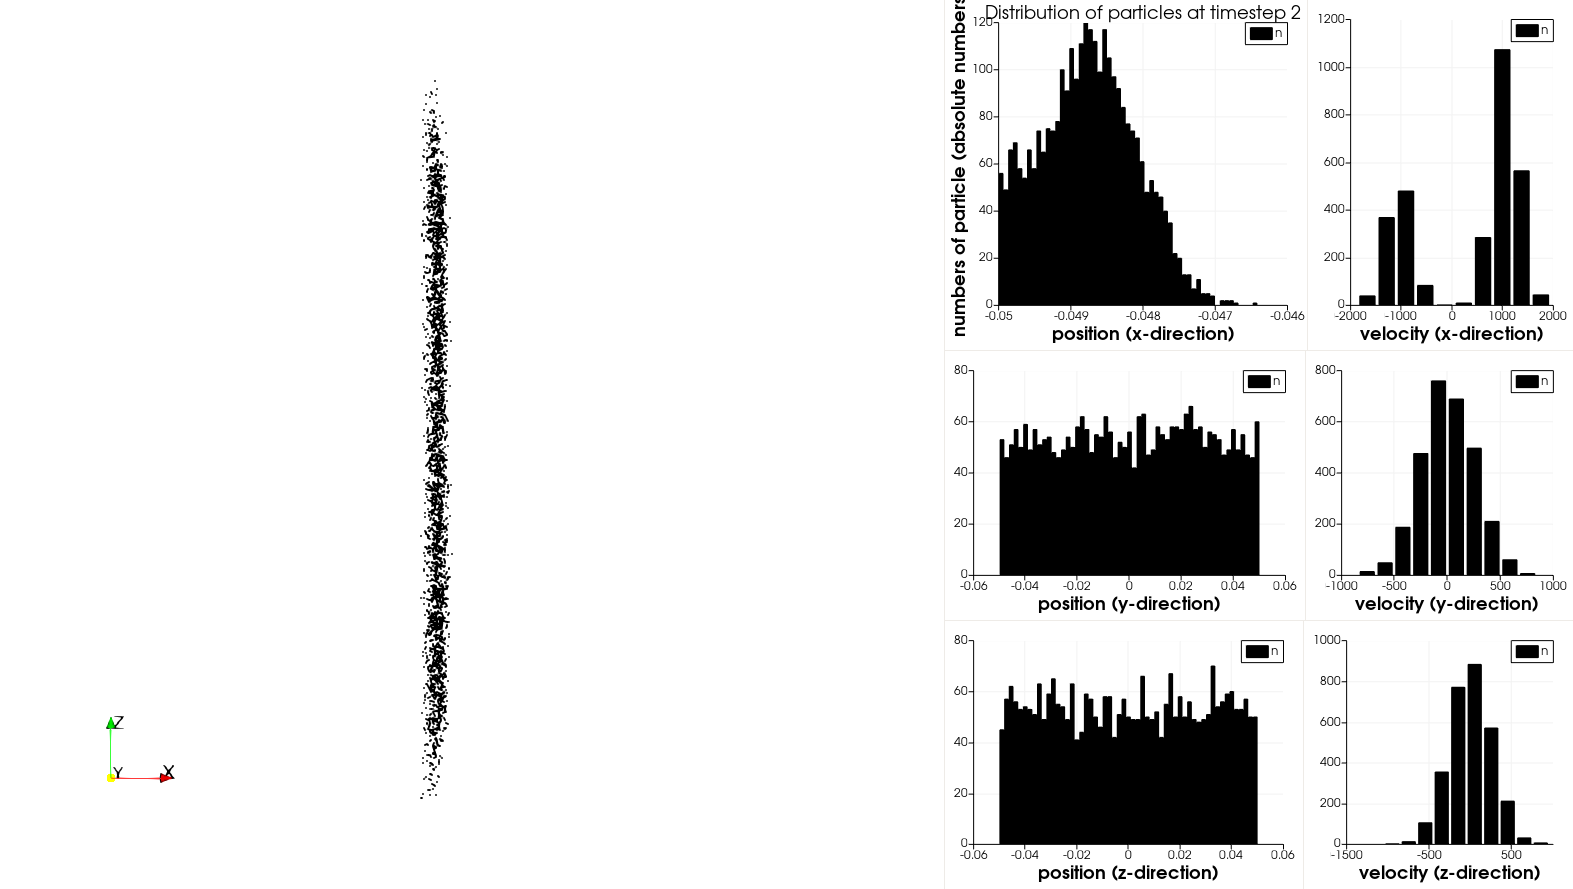 Distribution of particles at timestep 2
numbers of particle (absolute numbers
120
100
80
60
40
20
0
n
-0.05 -0.049 -0.048 -0.047 -0.046
position (x-direction)
1200
1000
800
600
400
200
0
n
-2000 -1000 0 1000 2000
velocity (x-direction)
80
60
40
20
0
n
-0.06 -0.04 -0.02 0 0.02 0.04 0.06
position (y-direction)
800
600
400
200
0
n
-1000 -500 0 500 1000
velocity (y-direction)
80
60
40
20
0
n
-0.06 -0.04 -0.02 0 0.02 0.04 0.06
position (z-direction)
1000
800
600
400
200
0
n
-1500 -500 500
velocity (z-direction)
Z
Y X